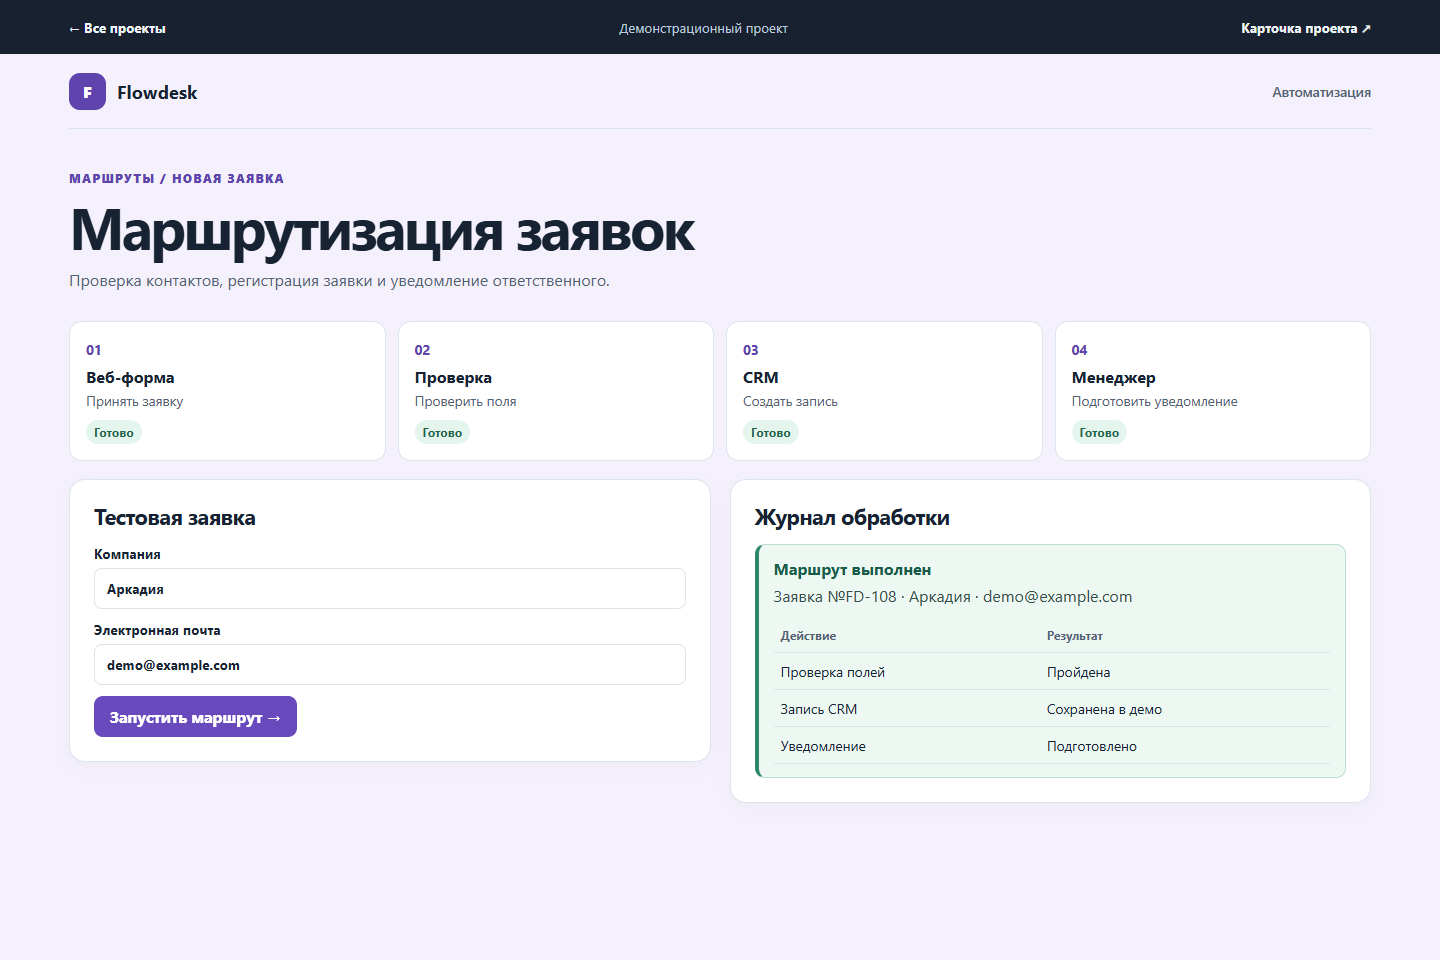 ← Все проекты
Демонстрационный проект
Карточка проекта ↗
F
Flowdesk
Автоматизация
МАРШРУТЫ / НОВАЯ ЗАЯВКА
Маршрутизация заявок
Проверка контактов, регистрация заявки и уведомление ответственного.
01
Веб-форма
Принять заявку
Готово
02
Проверка
Проверить поля
Готово
03
CRM
Создать запись
Готово
04
Менеджер
Подготовить уведомление
Готово
Тестовая заявка
Компания
Аркадия
Электронная почта
demo@example.com
Запустить маршрут →
Журнал обработки
Маршрут выполнен
Заявка №FD-108 · Аркадия · demo@example.com
Действие Результат
Проверка полей Пройдена
Запись CRM Сохранена в демо
Уведомление Подготовлено